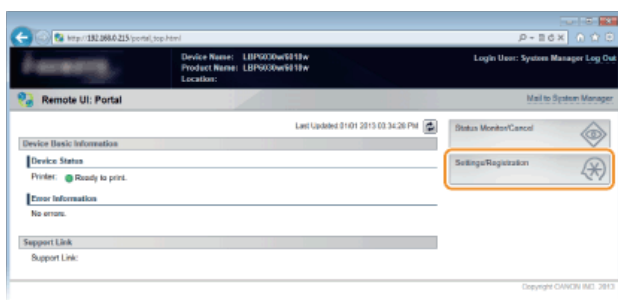 http://192.168.0.215/portal_top.html
Device Name: LBP6030w/6018w
Product Name: LBP6030w/6018w
Location:
Login User: System Manager Log Out
Remote UI: Portal
Mail to System Manager
Last Updated 01/01 2013 03:34:26 PM
Device Basic Information
Device Status
Printer: Ready to print.
Error Information
No errors.
Support Link
Support Link:
Status Monitor/Cancel
Settings/Registration
Copyright CANON INC. 2013